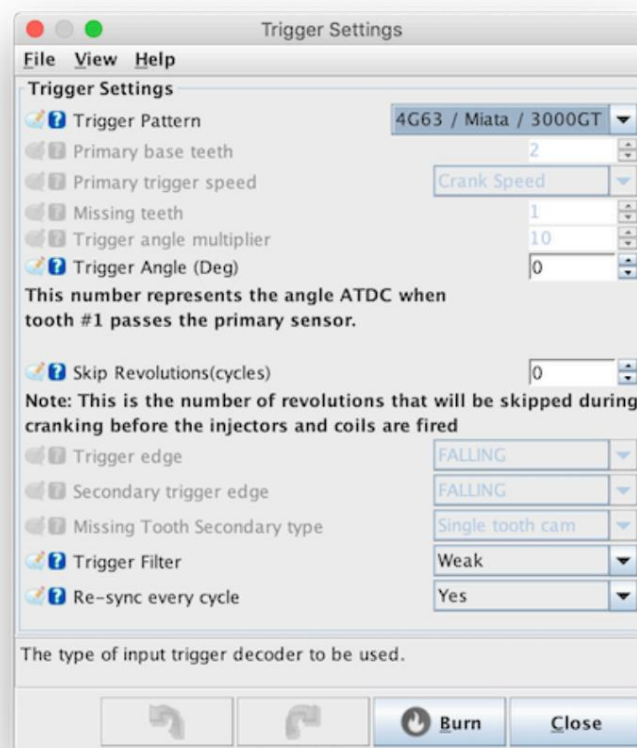 Trigger Settings
File View Help
Trigger Settings
Trigger Pattern 4G63 / Miata / 3000GT
Primary base teeth 2
Primary trigger speed Crank Speed
Missing teeth 1
Trigger angle multiplier 10
Trigger Angle (Deg) 0
This number represents the angle ATDC when
tooth #1 passes the primary sensor.
Skip Revolutions(cycles) 0
Note: This is the number of revolutions that will be skipped during
cranking before the injectors and coils are fired
Trigger edge FALLING
Secondary trigger edge FALLING
Missing Tooth Secondary type Single tooth cam
Trigger Filter Weak
Re-sync every cycle Yes
The type of input trigger decoder to be used.
Burn Close